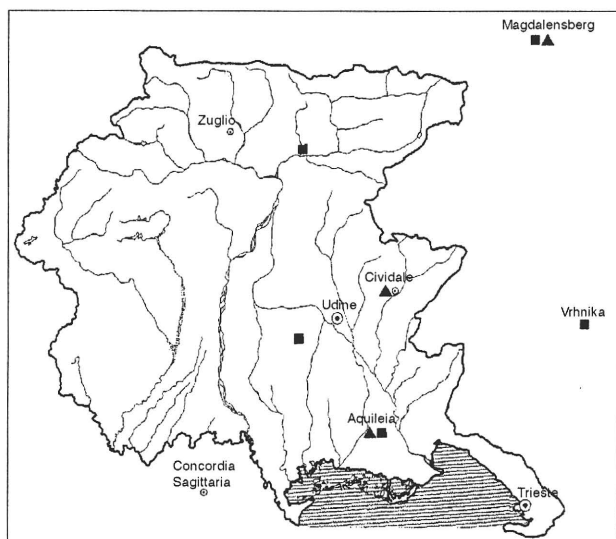 Magdalensberg
Zuglio
Cividale
Udine
Vrhnika
Aquileia
Concordia
Sagittaria
Trieste